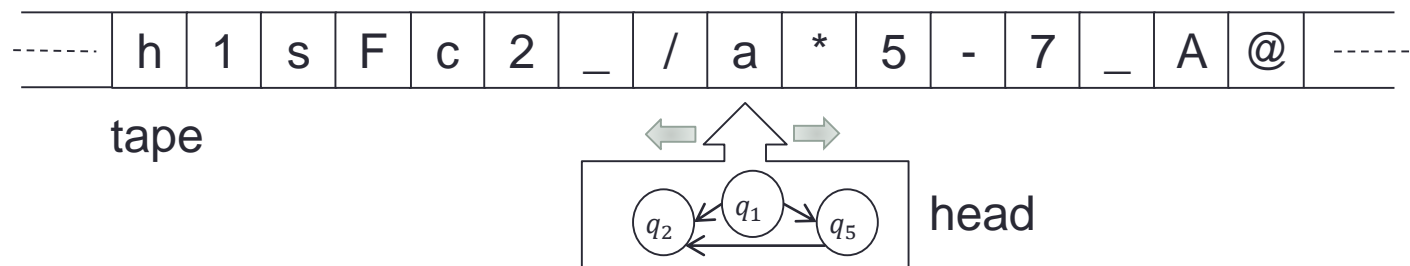 h 1 s F c 2 _ / a * 5 - 7 _ A @
tape
q₁
q₂ q₅
head